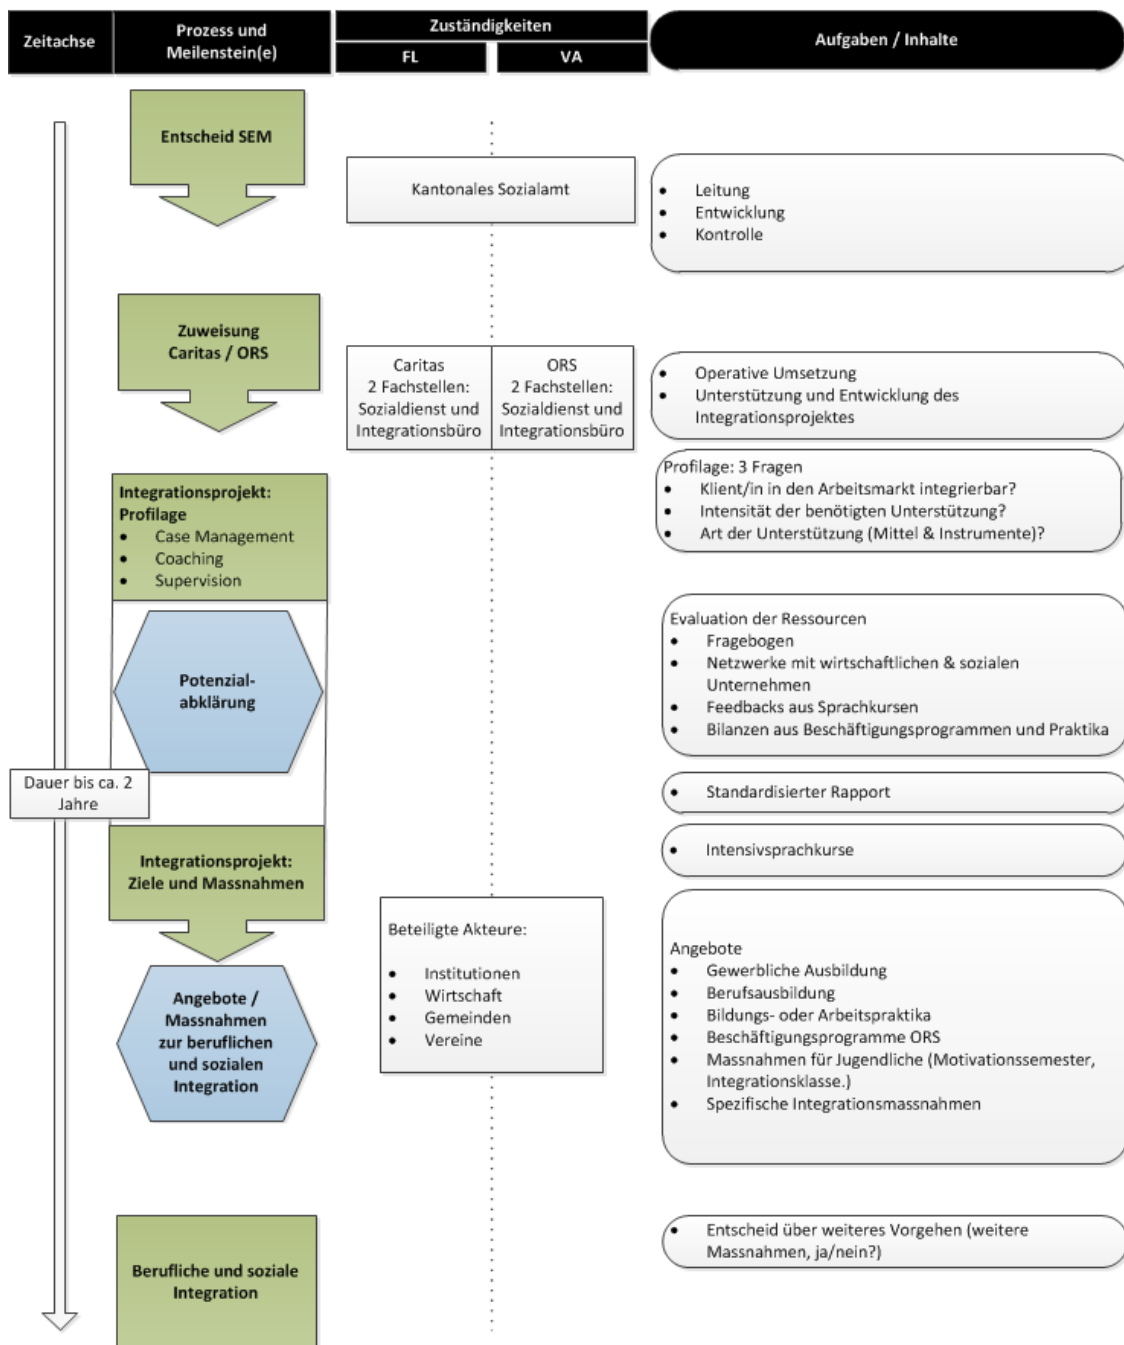 Zeitachse
Prozess und
Meilenstein(e)
Zuständigkeiten
FL
VA
Aufgaben / Inhalte
Entscheid SEM
Kantonales Sozialamt
• Leitung
• Entwicklung
• Kontrolle
Zuweisung
Caritas / ORS
Caritas
2 Fachstellen:
Sozialdienst und
Integrationsbüro
ORS
2 Fachstellen:
Sozialdienst und
Integrationsbüro
• Operative Umsetzung
• Unterstützung und Entwicklung des
Integrationsprojektes
Integrationsprojekt:
Profilage
• Case Management
• Coaching
• Supervision
Profilage: 3 Fragen
• Klient/in in den Arbeitsmarkt integrierbar?
• Intensität der benötigten Unterstützung?
• Art der Unterstützung (Mittel & Instrumente)?
Potenzial-
abklärung
Evaluation der Ressourcen
• Fragebogen
• Netzwerke mit wirtschaftlichen & sozialen
Unternehmen
• Feedbacks aus Sprachkursen
• Bilanzen aus Beschäftigungsprogrammen und Praktika
Dauer bis ca. 2
Jahre
• Standardisierter Rapport
Integrationsprojekt:
Ziele und Massnahmen
• Intensivsprachkurse
Beteiligte Akteure:
• Institutionen
• Wirtschaft
• Gemeinden
• Vereine
Angebote /
Massnahmen
zur beruflichen
und sozialen
Integration
Angebote
• Gewerbliche Ausbildung
• Berufsausbildung
• Bildungs- oder Arbeitspraktika
• Beschäftigungsprogramme ORS
• Massnahmen für Jugendliche (Motivationssemester,
Integrationsklasse.)
• Spezifische Integrationsmassnahmen
Berufliche und soziale
Integration
• Entscheid über weiteres Vorgehen (weitere
Massnahmen, ja/nein?)